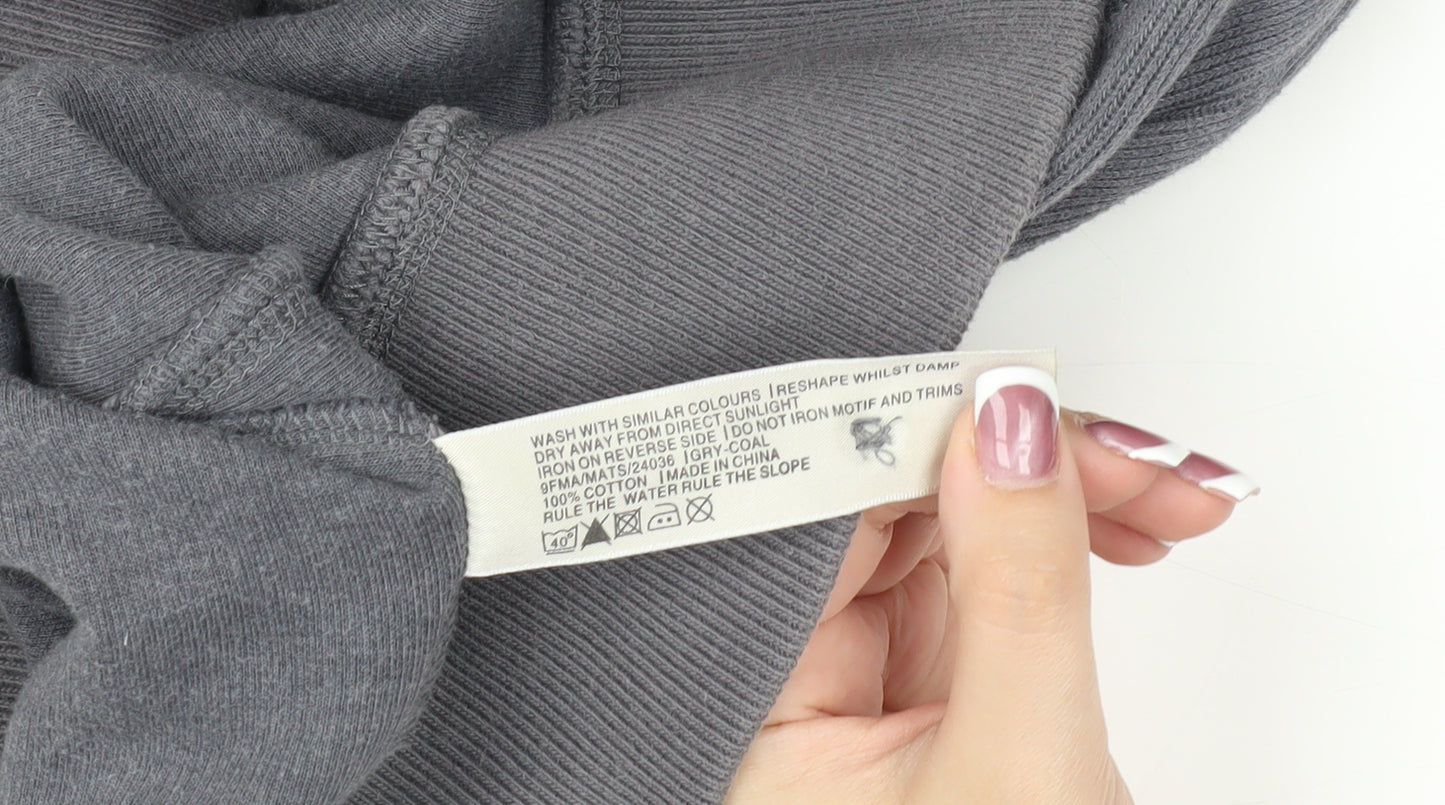 WASH WITH SIMILAR COLOURS | RESHAPE WHILST DAMP
DRY AWAY FROM DIRECT SUNLIGHT
IRON ON REVERSE SIDE | DO NOT IRON MOTIF AND TRIMS
9FMA/MATS/24036 | GRY-COAL
100% COTTON | MADE IN CHINA
RULE THE WATER RULE THE SLOPE
40°